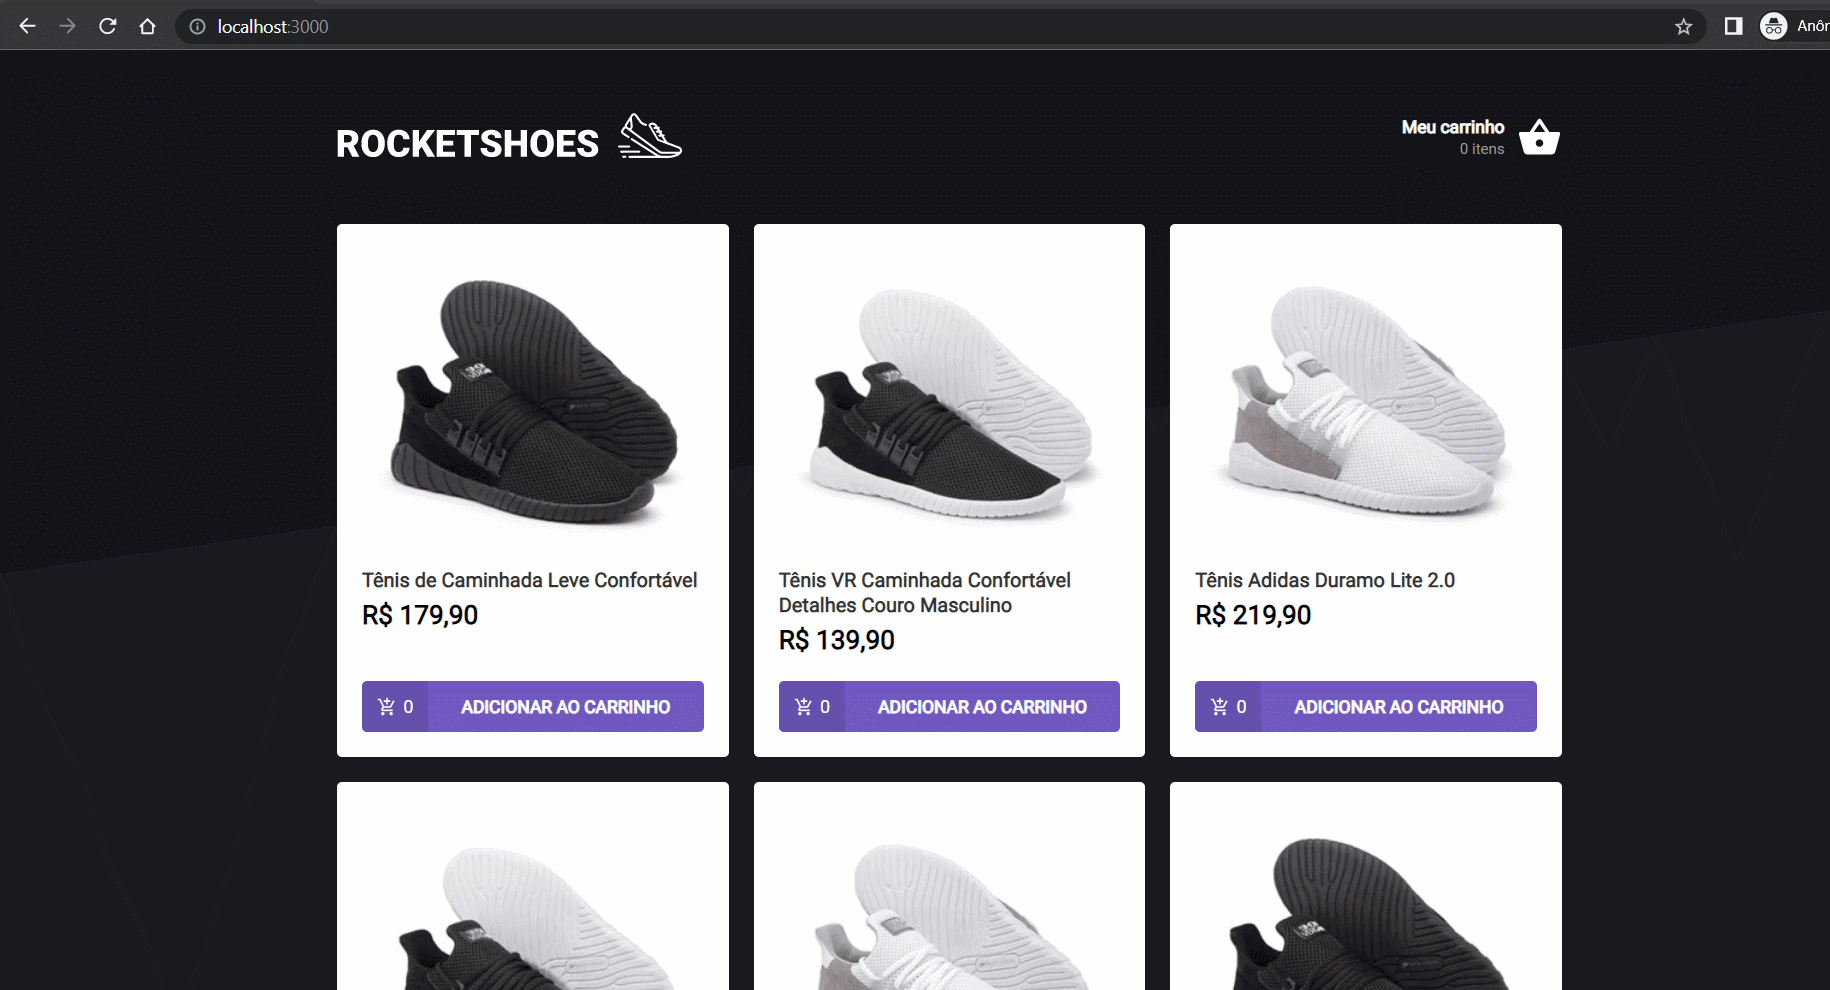 localhost:3000
Anôn
ROCKETSHOES
Meu carrinho
0 itens
Tênis de Caminhada Leve Confortável
R$ 179,90
0 ADICIONAR AO CARRINHO
Tênis VR Caminhada Confortável
Detalhes Couro Masculino
R$ 139,90
0 ADICIONAR AO CARRINHO
Tênis Adidas Duramo Lite 2.0
R$ 219,90
0 ADICIONAR AO CARRINHO